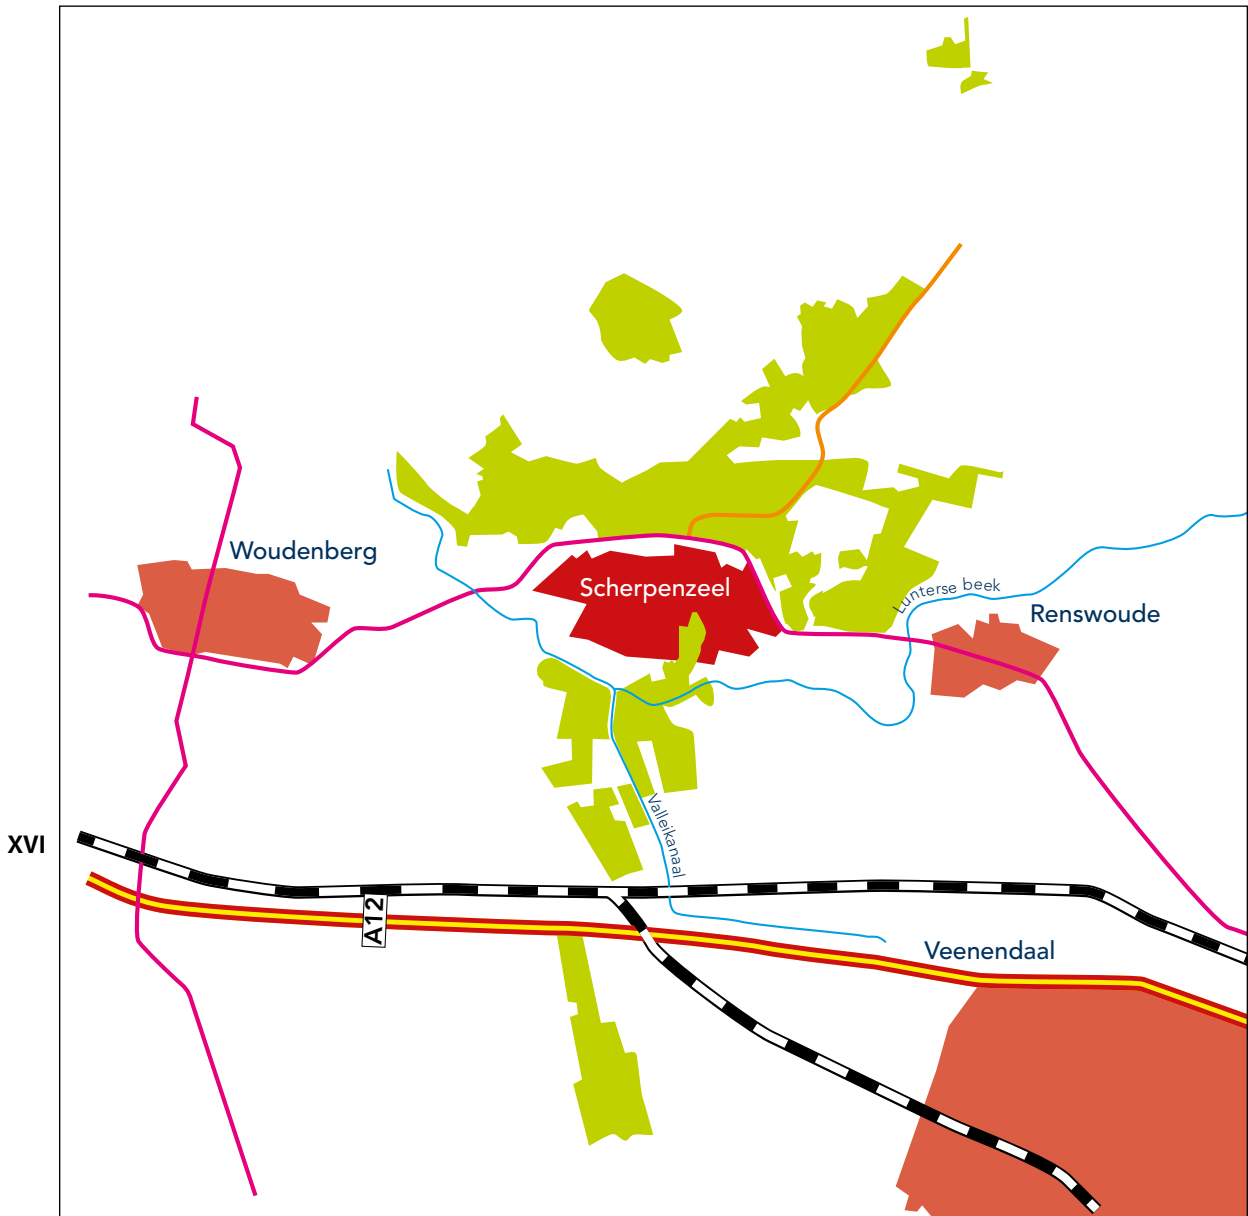 Woudenberg
Scherpenzeel
Lunterse beek
Renswoude
Valleikanaal
XVI
A12
Veenendaal